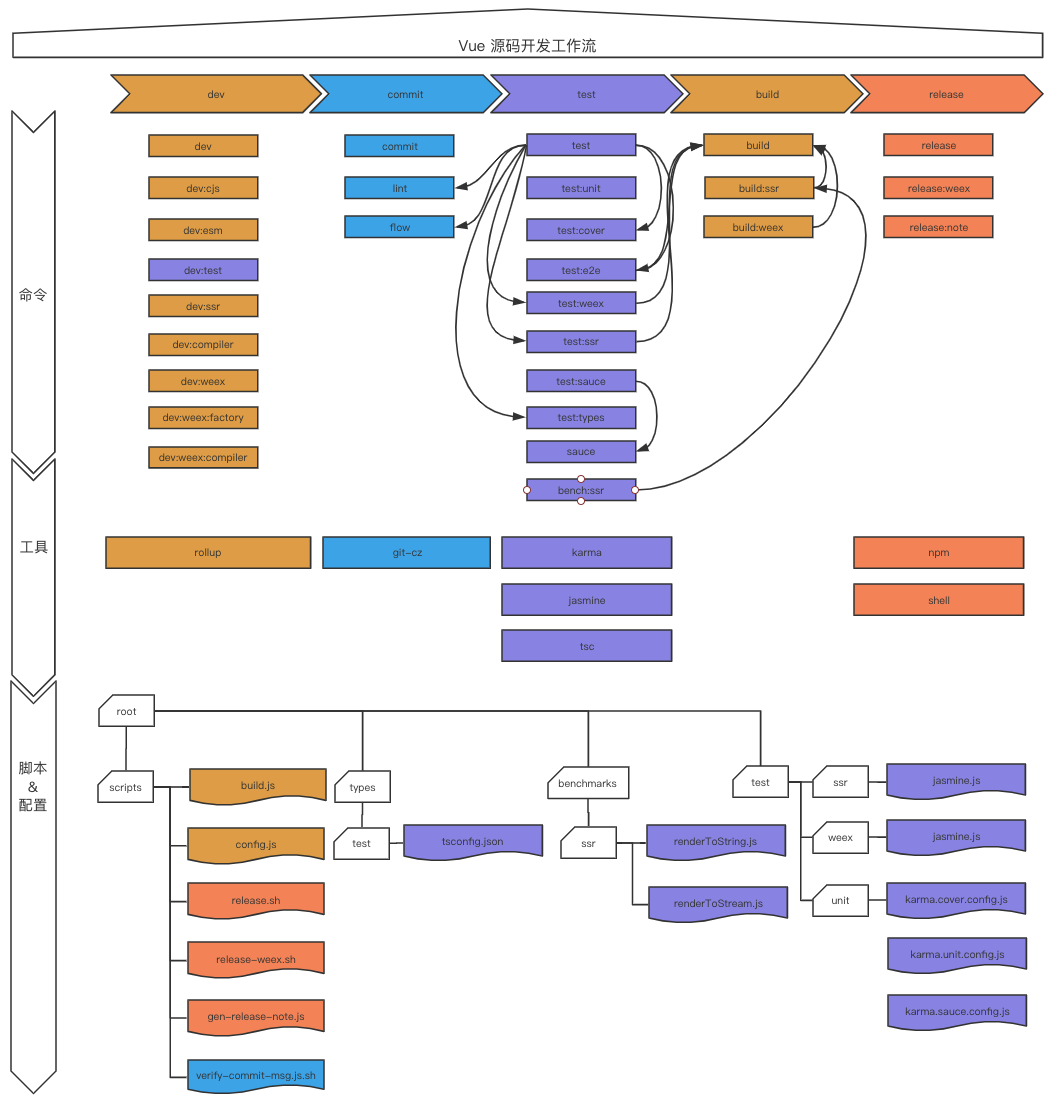 Vue 源码开发工作流
dev
commit
test
build
release
命令
dev
dev:cjs
dev:esm
dev:test
dev:ssr
dev:compiler
dev:weex
dev:weex:factory
dev:weex:compiler
commit
lint
flow
test
test:unit
test:cover
test:e2e
test:weex
test:ssr
test:sauce
test:types
sauce
bench:ssr
build
build:ssr
build:weex
release
release:weex
release:note
工具
rollup
git-cz
karma
jasmine
tsc
npm
shell
脚本
&
配置
root
scripts
build.js
config.js
release.sh
release-weex.sh
gen-release-note.js
verify-commit-msg.js.sh
types
test
tsconfig.json
benchmarks
ssr
renderToString.js
renderToStream.js
test
ssr
jasmine.js
weex
jasmine.js
unit
karma.cover.config.js
karma.unit.config.js
karma.sauce.config.js